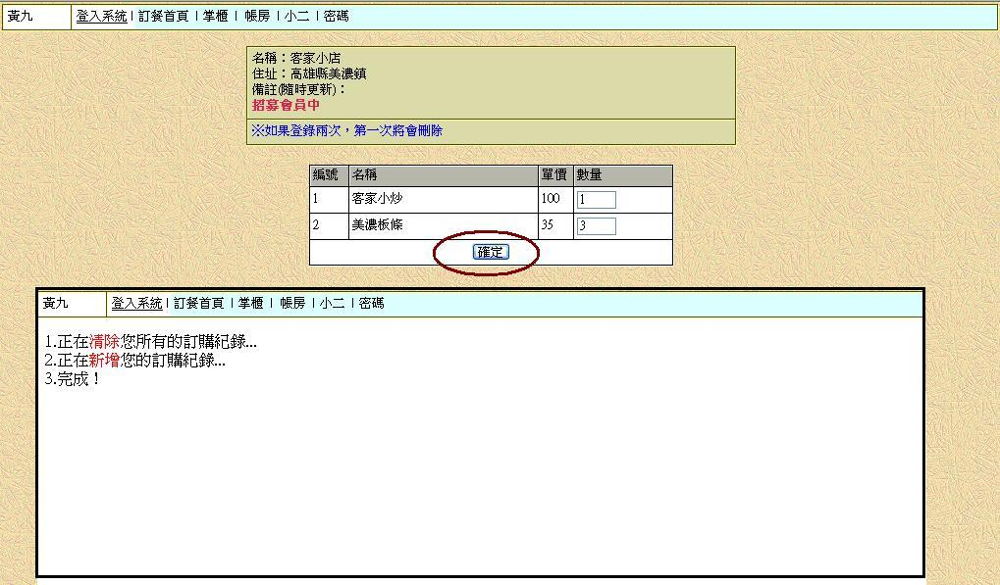 黃九 登入系統 | 訂餐首頁 | 掌櫃 | 帳房 | 小二 | 密碼
名稱：客家小店
住址：高雄縣美濃鎮
備註(隨時更新)：
招募會員中
※如果登錄兩次，第一次將會刪除
編號 名稱 單價 數量
1 客家小炒 100 1
2 美濃板條 35 3
確定
黃九 登入系統 | 訂餐首頁 | 掌櫃 | 帳房 | 小二 | 密碼
1.正在清除您所有的訂購紀錄...
2.正在新增您的訂購紀錄...
3.完成！